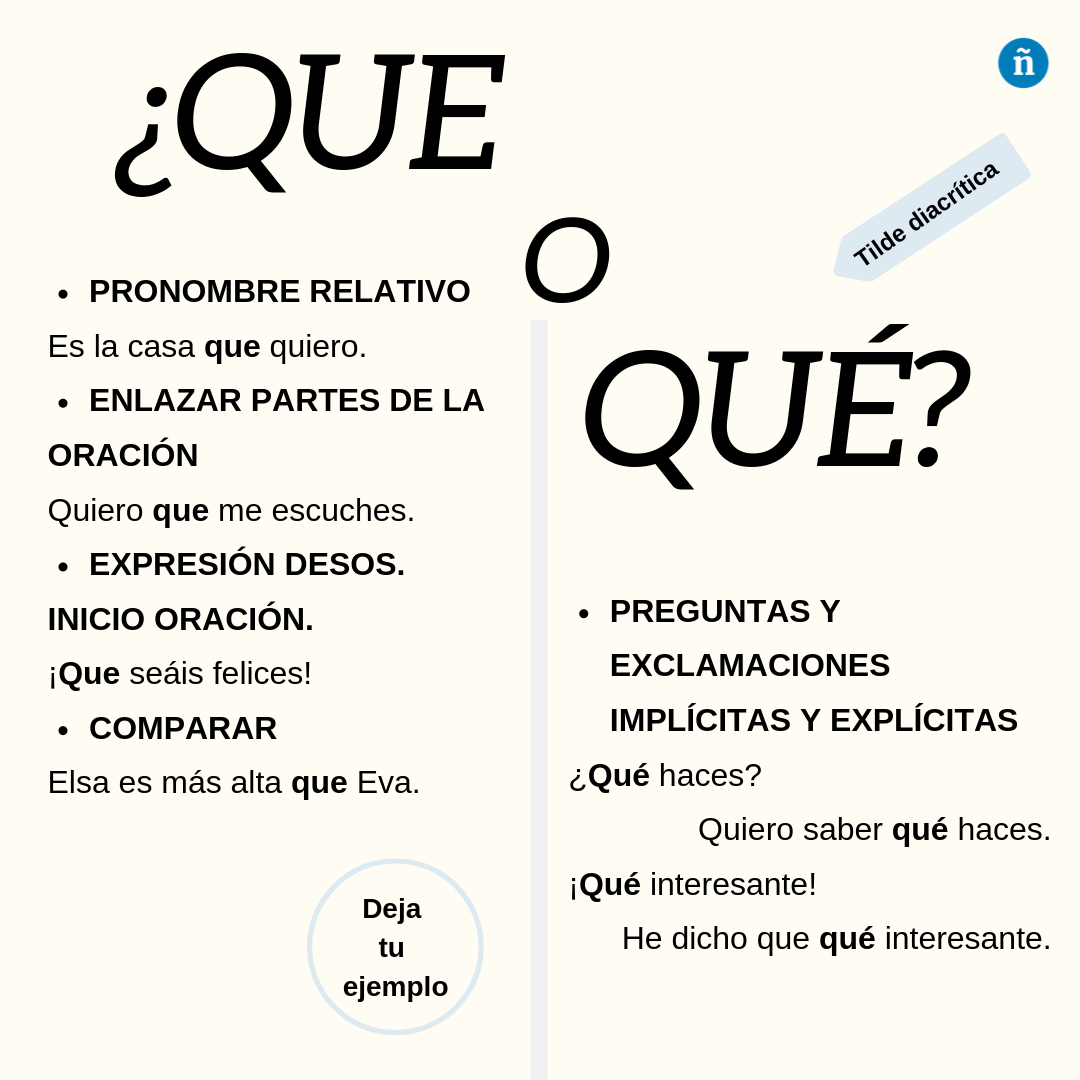 ¿QUE
O
QUÉ?
ñ
Tilde diacrítica
• PRONOMBRE RELATIVO
Es la casa que quiero.
• ENLAZAR PARTES DE LA
ORACIÓN
Quiero que me escuches.
• EXPRESIÓN DESOS.
INICIO ORACIÓN.
¡Que seáis felices!
• COMPARAR
Elsa es más alta que Eva.
Deja
tu
ejemplo
• PREGUNTAS Y
EXCLAMACIONES
IMPLÍCITAS Y EXPLÍCITAS
¿Qué haces?
Quiero saber qué haces.
¡Qué interesante!
He dicho que qué interesante.